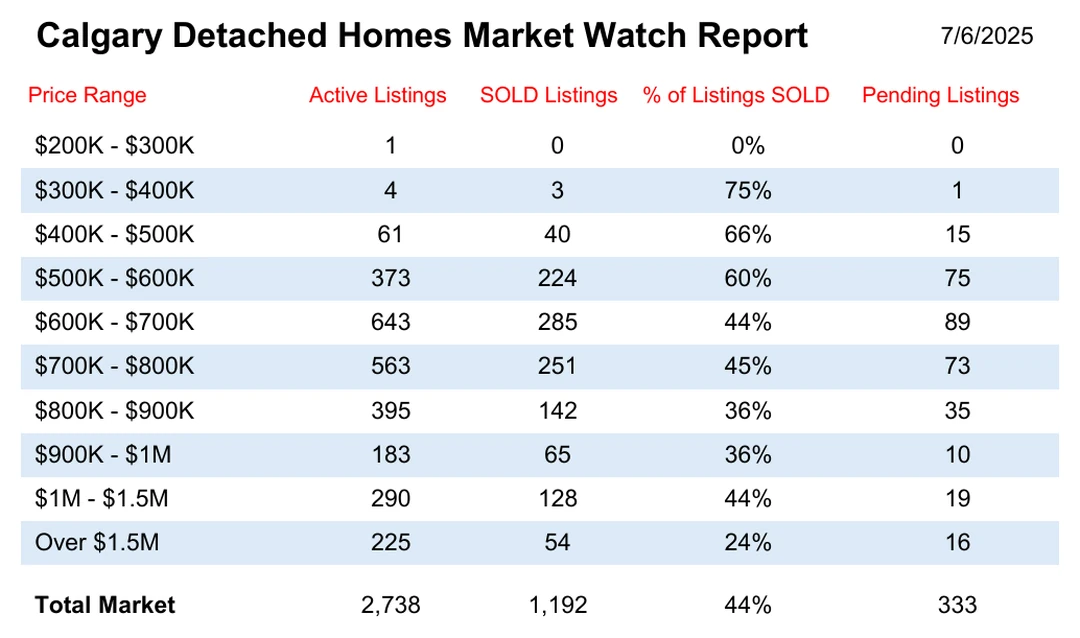 Calgary Detached Homes Market Watch Report 7/6/2025
Price Range Active Listings SOLD Listings % of Listings SOLD Pending Listings
$200K - $300K 1 0 0% 0
$300K - $400K 4 3 75% 1
$400K - $500K 61 40 66% 15
$500K - $600K 373 224 60% 75
$600K - $700K 643 285 44% 89
$700K - $800K 563 251 45% 73
$800K - $900K 395 142 36% 35
$900K - $1M 183 65 36% 10
$1M - $1.5M 290 128 44% 19
Over $1.5M 225 54 24% 16
Total Market 2,738 1,192 44% 333